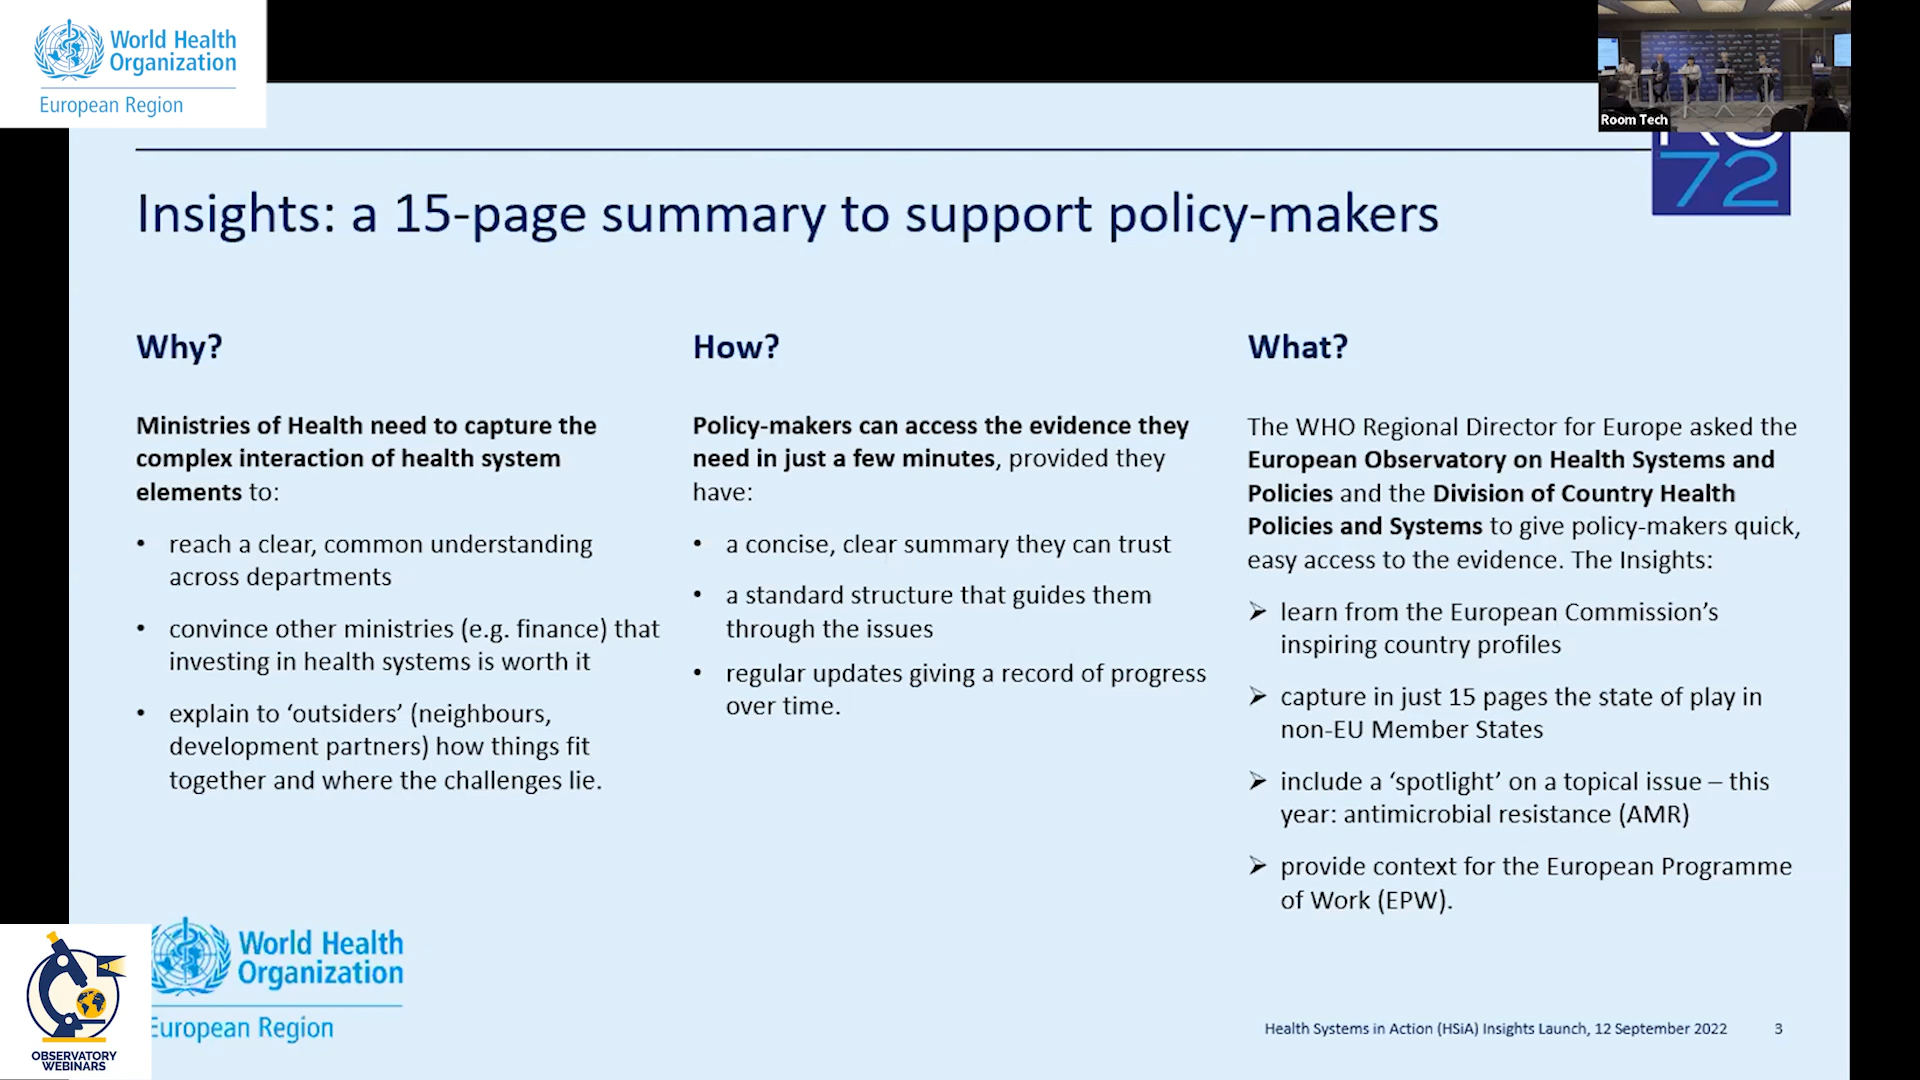 World Health
Organization
European Region
Room Tech
72
Insights: a 15-page summary to support policy-makers
Why?
Ministries of Health need to capture the
complex interaction of health system
elements to:
• reach a clear, common understanding
across departments
• convince other ministries (e.g. finance) that
investing in health systems is worth it
• explain to ‘outsiders’ (neighbours,
development partners) how things fit
together and where the challenges lie.
How?
Policy-makers can access the evidence they
need in just a few minutes, provided they
have:
• a concise, clear summary they can trust
• a standard structure that guides them
through the issues
• regular updates giving a record of progress
over time.
What?
The WHO Regional Director for Europe asked the
European Observatory on Health Systems and
Policies and the Division of Country Health
Policies and Systems to give policy-makers quick,
easy access to the evidence. The Insights:
➢ learn from the European Commission’s
inspiring country profiles
➢ capture in just 15 pages the state of play in
non-EU Member States
➢ include a ‘spotlight’ on a topical issue – this
year: antimicrobial resistance (AMR)
➢ provide context for the European Programme
of Work (EPW).
World Health
Organization
European Region
OBSERVATORY
WEBINARS
Health Systems in Action (HSiA) Insights Launch, 12 September 2022 3